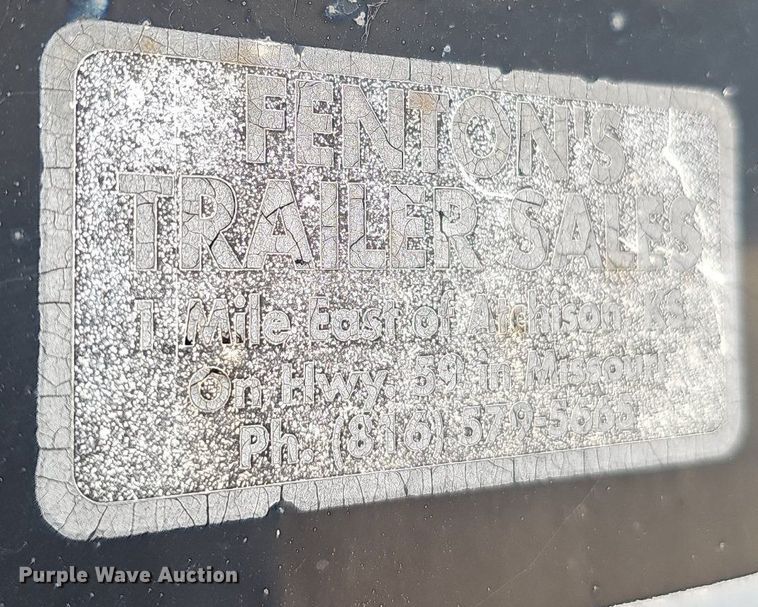 FENTON'S
TRAILER SALES
1 Mile East of Atchison, KS.
On Hwy. 59 in Missouri
Ph. (816) 579-5665
Purple Wave Auction